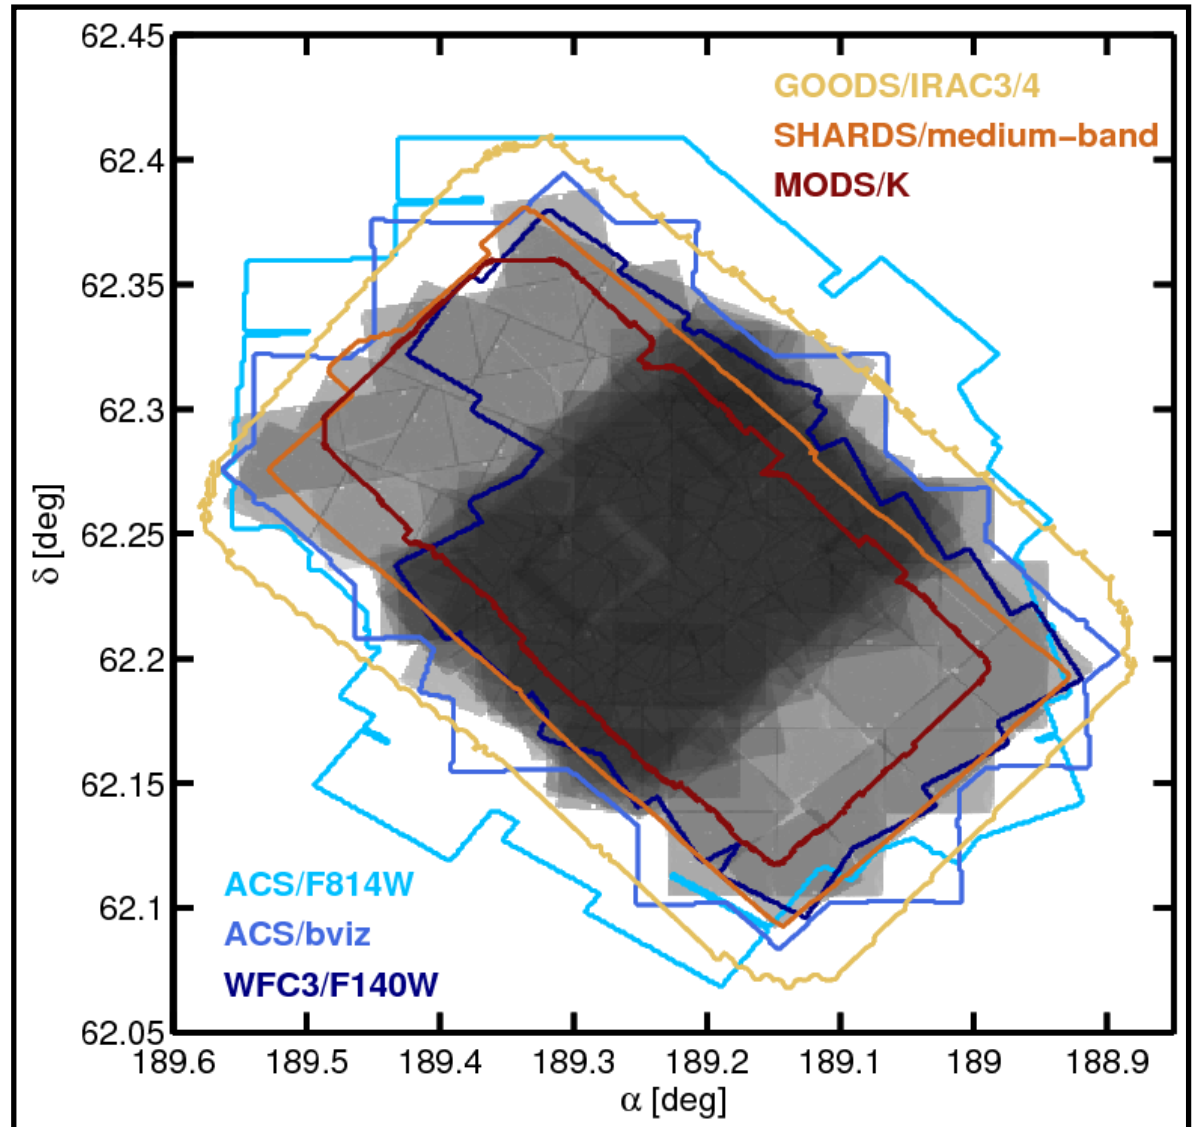 62.45
62.4
62.35
62.3
62.25
62.2
62.15
62.1
62.05
δ [deg]
GOODS/IRAC3/4
SHARDS/medium−band
MODS/K
ACS/F814W
ACS/bviz
WFC3/F140W
189.6 189.5 189.4 189.3 189.2 189.1 189 188.9
α [deg]